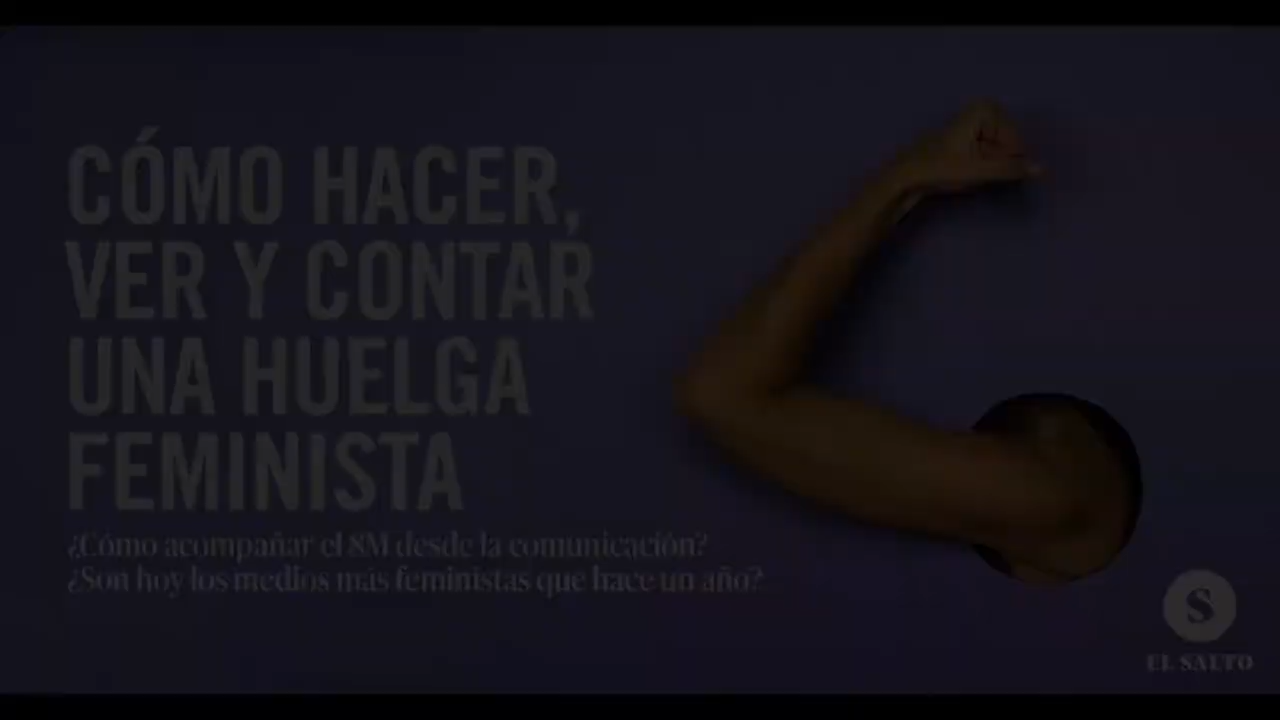 CÓMO HACER,
VER Y CONTAR
UNA HUELGA
FEMINISTA
¿Cómo acompañar el 8M desde la comunicación?
¿Son hoy los medios más feministas que hace un año?
S
EL SALTO